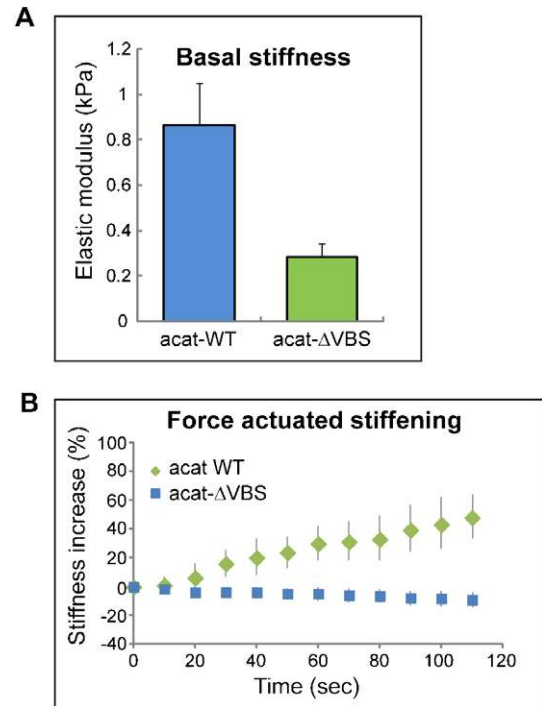 A
Basal stiffness
Elastic modulus (kPa)
1.2
1
0.8
0.6
0.4
0.2
0
acat-WT acat-ΔVBS
B
Force actuated stiffening
Stiffness increase (%)
100
80
60
40
20
0
-20
-40
acat WT
acat-ΔVBS
0 20 40 60 80 100 120
Time (sec)